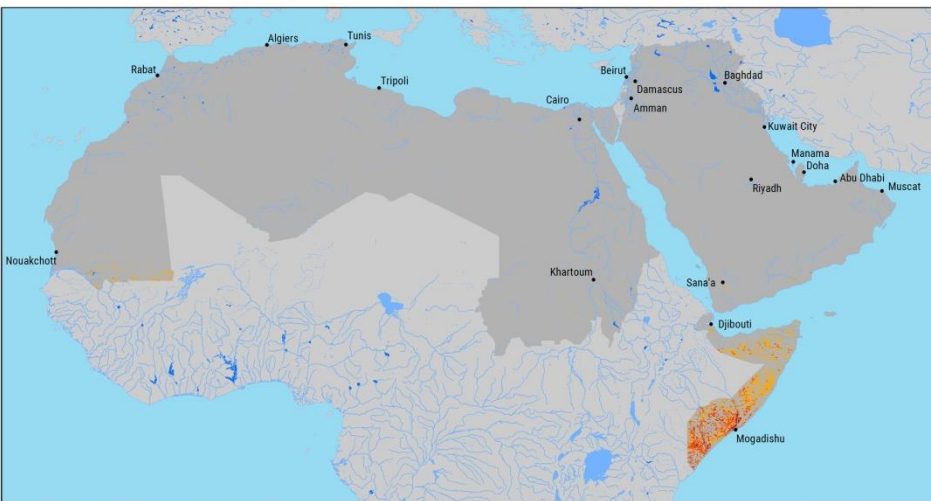 Algiers
Tunis
Rabat
Tripoli
Beirut
Damascus
Baghdad
Amman
Cairo
Kuwait City
Manama
Doha
Abu Dhabi
Muscat
Riyadh
Nouakchott
Khartoum
Sana'a
Djibouti
Mogadishu